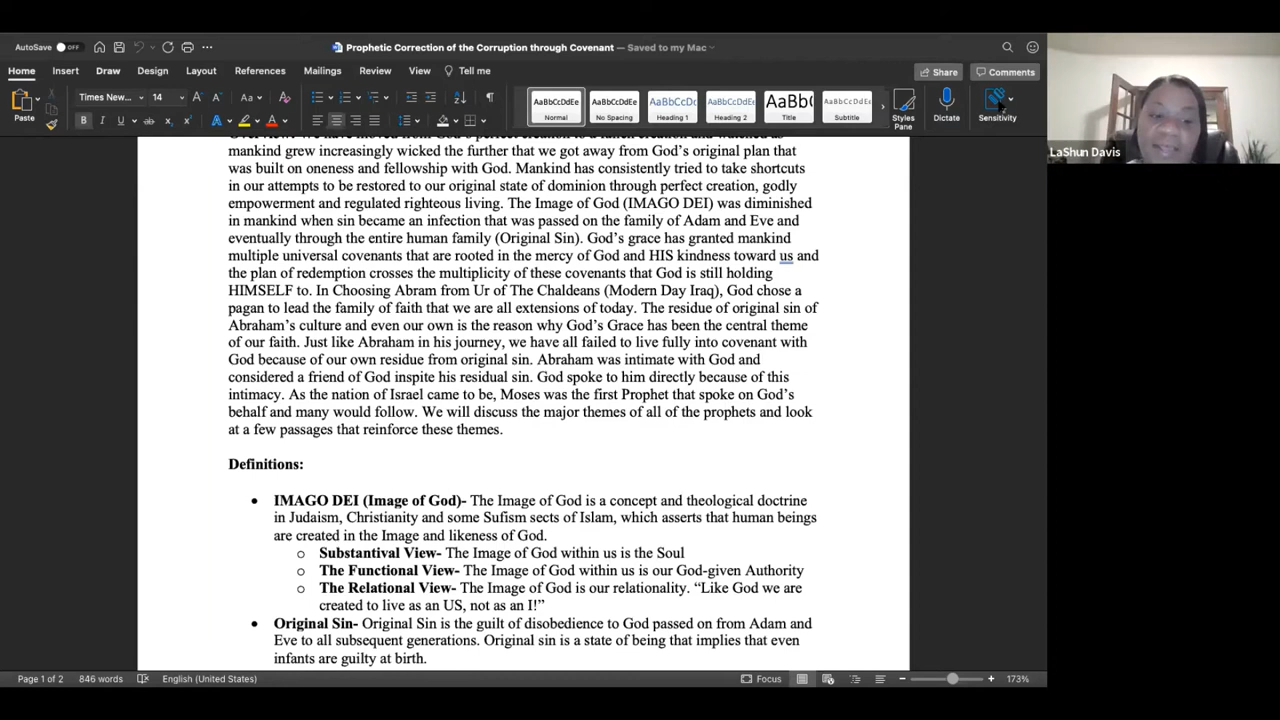 AutoSave OFF
Prophetic Correction of the Corruption through Covenant — Saved to my Mac
Home Insert Draw Design Layout References Mailings Review View Tell me Share Comments
Paste
Times New... 14
AaBbCcDdEe AaBbCcDdEe AaBbCcDc AaBbCcDdEe AaBb( AaBbCcDdEe
Normal No Spacing Heading 1 Heading 2 Title Subtitle Styles Pane Dictate Sensitivity
LaShun Davis
mankind grew increasingly wicked the further that we got away from God’s original plan that
was built on oneness and fellowship with God. Mankind has consistently tried to take shortcuts
in our attempts to be restored to our original state of dominion through perfect creation, godly
empowerment and regulated righteous living. The Image of God (IMAGO DEI) was diminished
in mankind when sin became an infection that was passed on the family of Adam and Eve and
eventually through the entire human family (Original Sin). God’s grace has granted mankind
multiple universal covenants that are rooted in the mercy of God and HIS kindness toward us and
the plan of redemption crosses the multiplicity of these covenants that God is still holding
HIMSELF to. In Choosing Abram from Ur of The Chaldeans (Modern Day Iraq), God chose a
pagan to lead the family of faith that we are all extensions of today. The residue of original sin of
Abraham’s culture and even our own is the reason why God’s Grace has been the central theme
of our faith. Just like Abraham in his journey, we have all failed to live fully into covenant with
God because of our own residue from original sin. Abraham was intimate with God and
considered a friend of God inspite his residual sin. God spoke to him directly because of this
intimacy. As the nation of Israel came to be, Moses was the first Prophet that spoke on God’s
behalf and many would follow. We will discuss the major themes of all of the prophets and look
at a few passages that reinforce these themes.
Definitions:
• IMAGO DEI (Image of God)- The Image of God is a concept and theological doctrine
in Judaism, Christianity and some Sufism sects of Islam, which asserts that human beings
are created in the Image and likeness of God.
o Substantival View- The Image of God within us is the Soul
o The Functional View- The Image of God within us is our God-given Authority
o The Relational View- The Image of God is our relationality. “Like God we are
created to live as an US, not as an I!”
• Original Sin- Original Sin is the guilt of disobedience to God passed on from Adam and
Eve to all subsequent generations. Original sin is a state of being that implies that even
infants are guilty at birth.
Page 1 of 2 846 words English (United States) Focus 173%